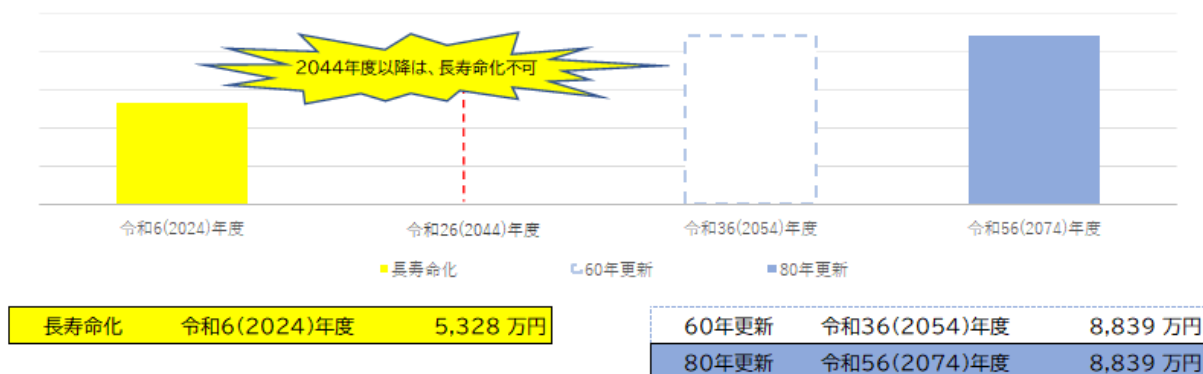 2044年度以降は、長寿命化不可
令和6(2024)年度 令和26(2044)年度 令和36(2054)年度 令和56(2074)年度
長寿命化 60年更新 80年更新
長寿命化 令和6(2024)年度 5,328 万円
60年更新 令和36(2054)年度 8,839 万円
80年更新 令和56(2074)年度 8,839 万円